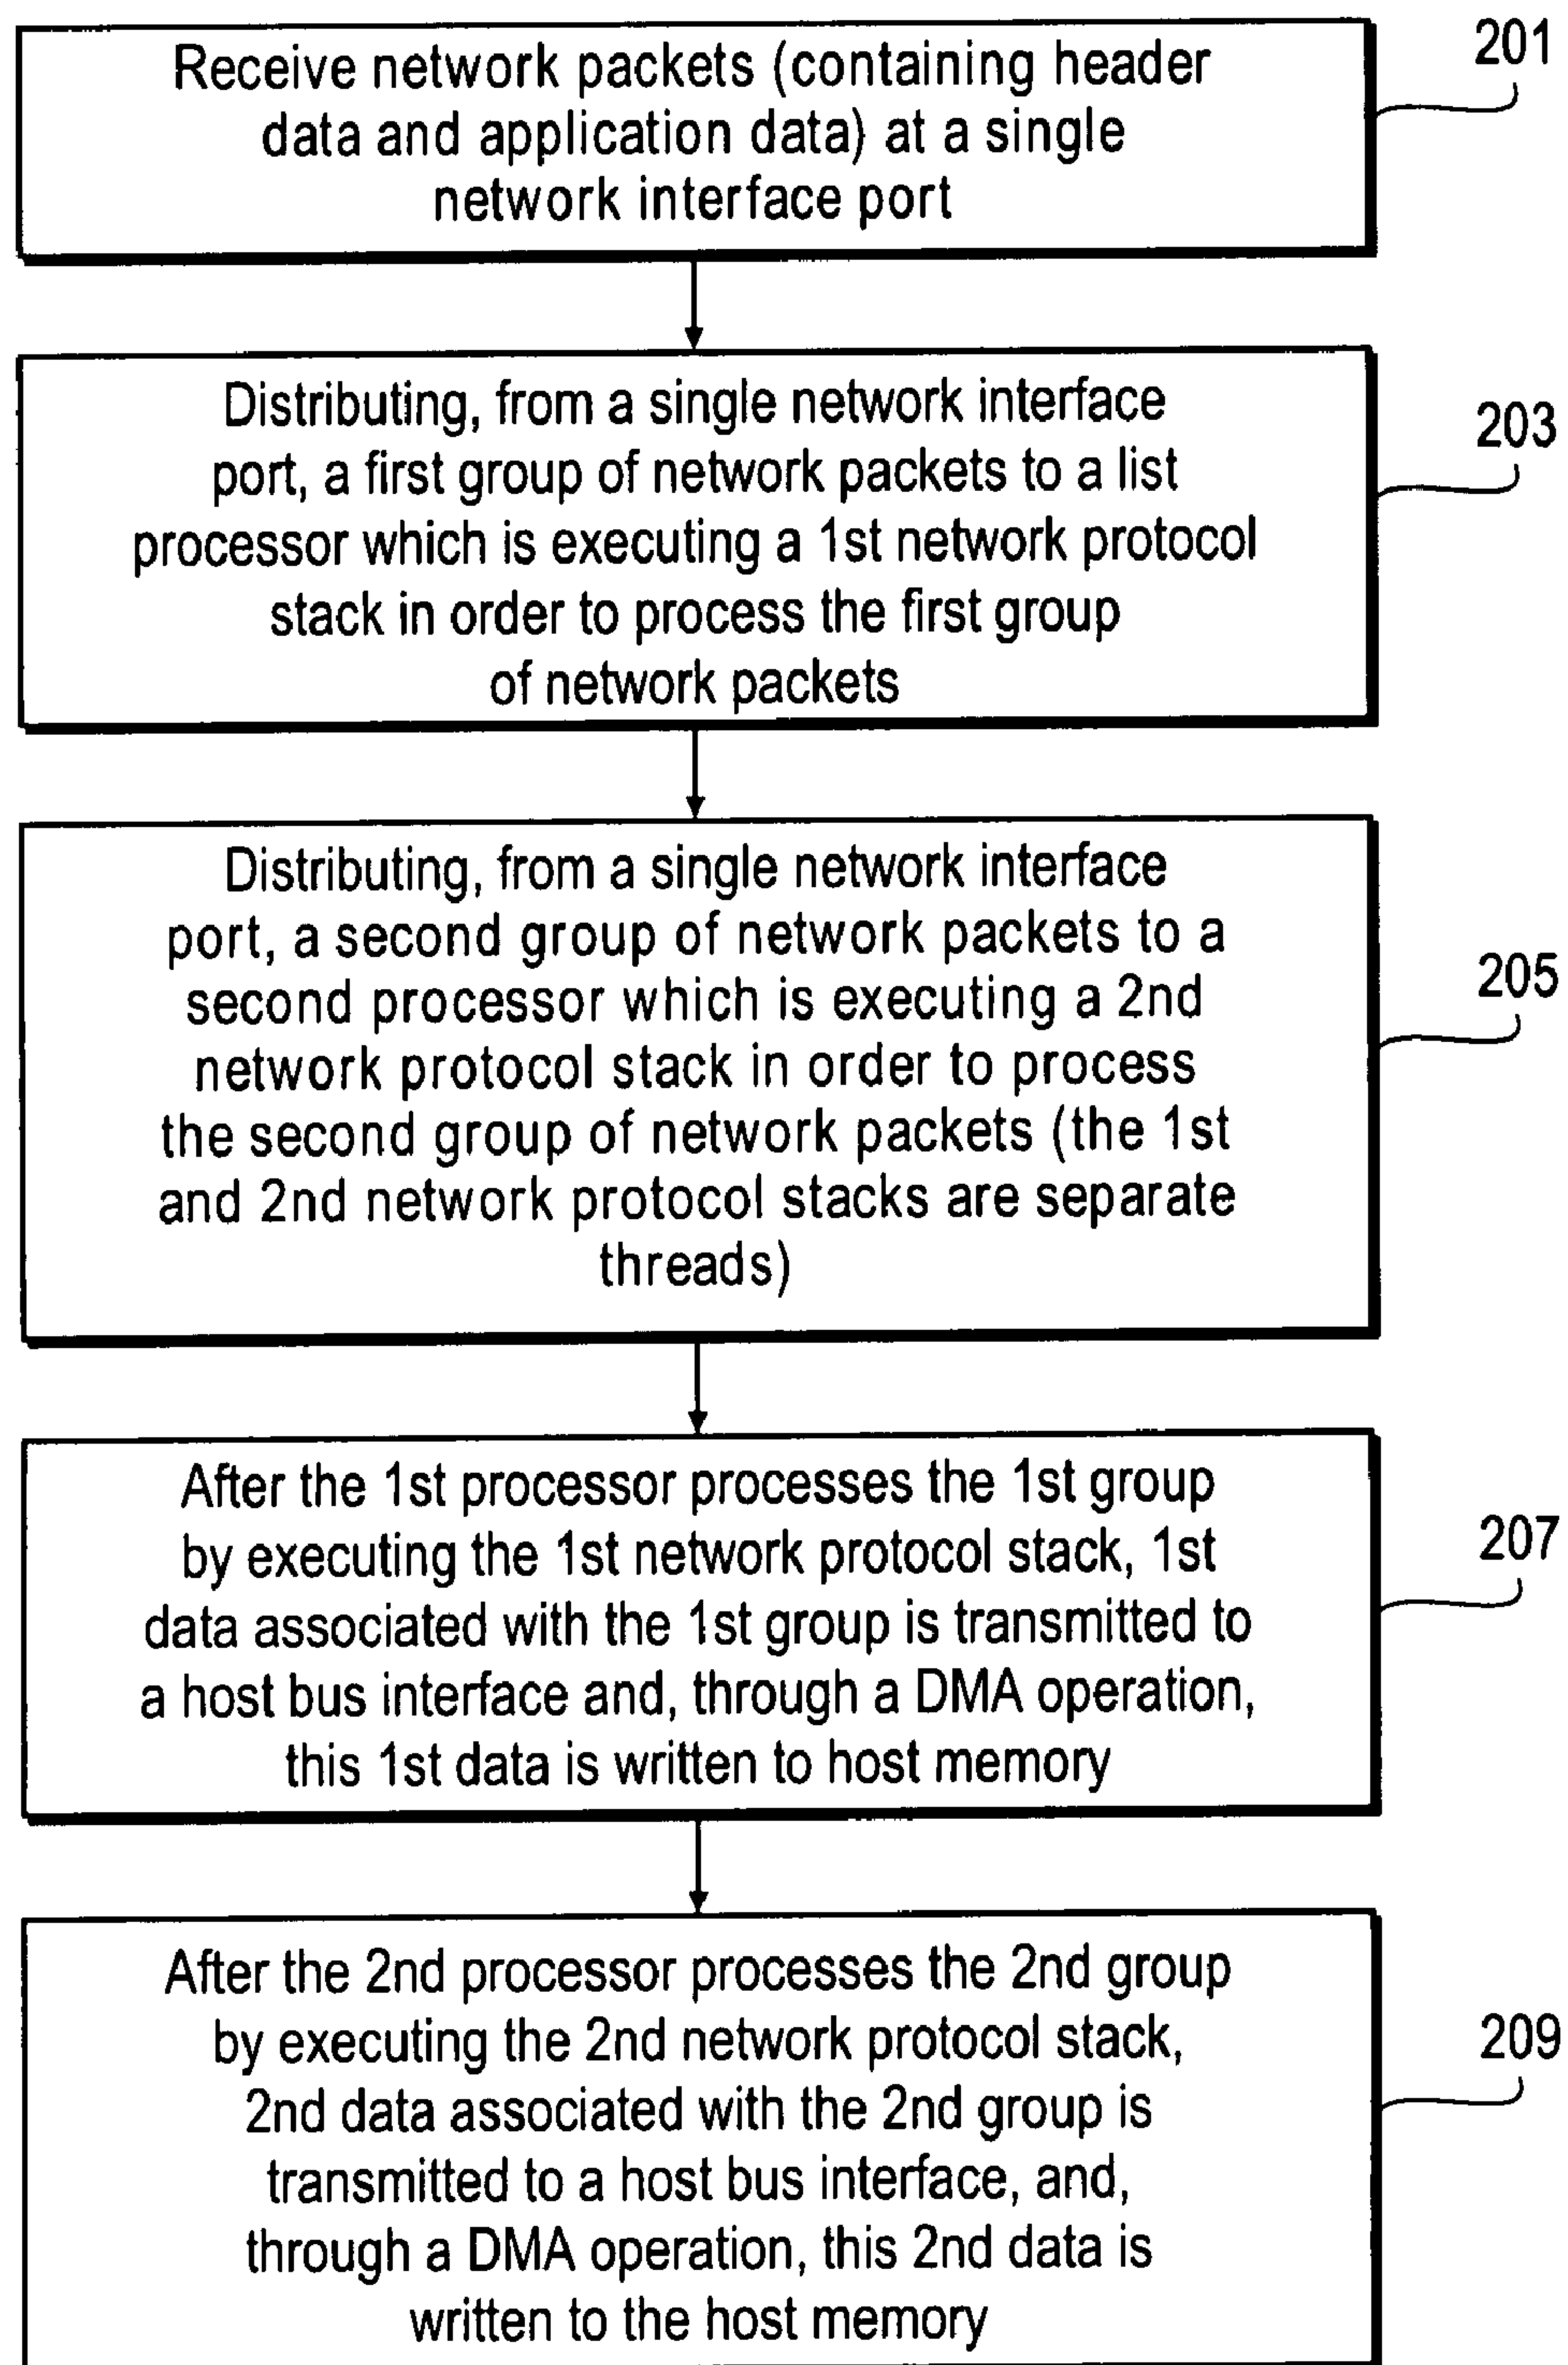 Receive network packets (containing header
data and application data) at a single
network interface port
201
Distributing, from a single network interface
port, a first group of network packets to a list
processor which is executing a 1st network protocol
stack in order to process the first group
of network packets
203
Distributing, from a single network interface
port, a second group of network packets to a
second processor which is executing a 2nd
network protocol stack in order to process
the second group of network packets (the 1st
and 2nd network protocol stacks are separate
threads)
205
After the 1st processor processes the 1st group
by executing the 1st network protocol stack, 1st
data associated with the 1st group is transmitted to
a host bus interface and, through a DMA operation,
this 1st data is written to host memory
207
After the 2nd processor processes the 2nd group
by executing the 2nd network protocol stack,
2nd data associated with the 2nd group is
transmitted to a host bus interface, and,
through a DMA operation, this 2nd data is
written to the host memory
209